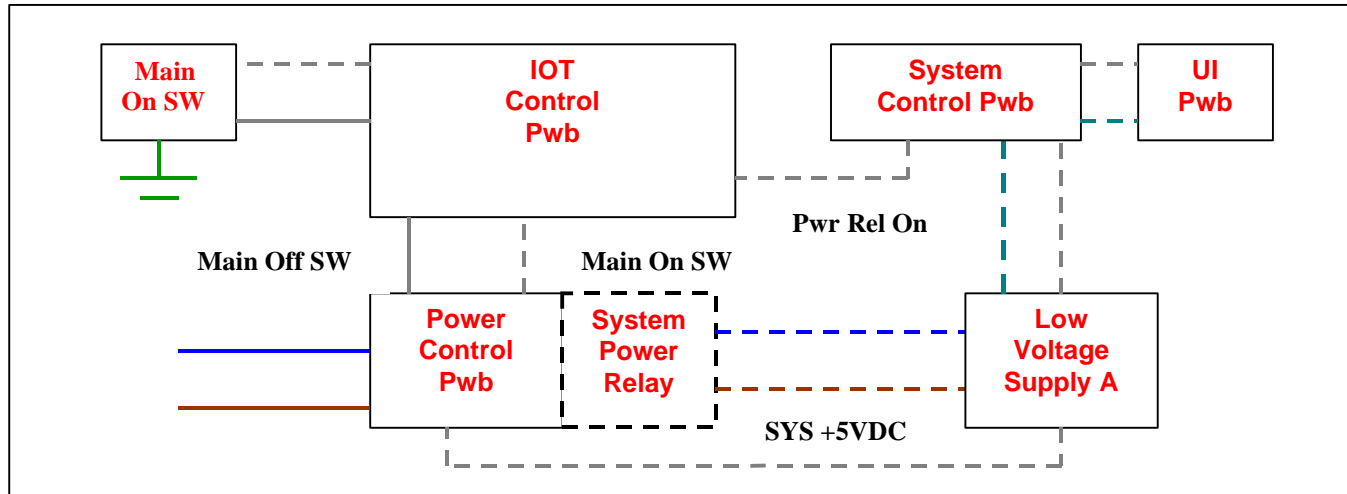 Main
On SW
IOT
Control
Pwb
System
Control Pwb
UI
Pwb
Pwr Rel On
Main Off SW
Main On SW
Power
Control
Pwb
System
Power
Relay
Low
Voltage
Supply A
SYS +5VDC